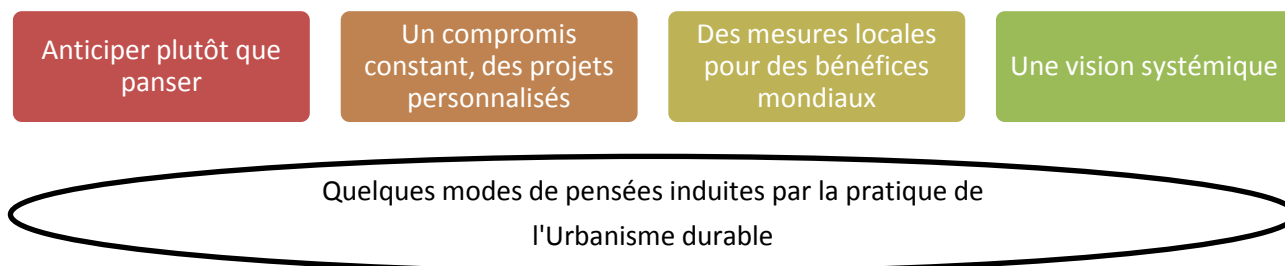 Anticiper plutôt que
panser
Un compromis
constant, des projets
personnalisés
Des mesures locales
pour des bénéfices
mondiaux
Une vision systémique
Quelques modes de pensées induites par la pratique de
l'Urbanisme durable